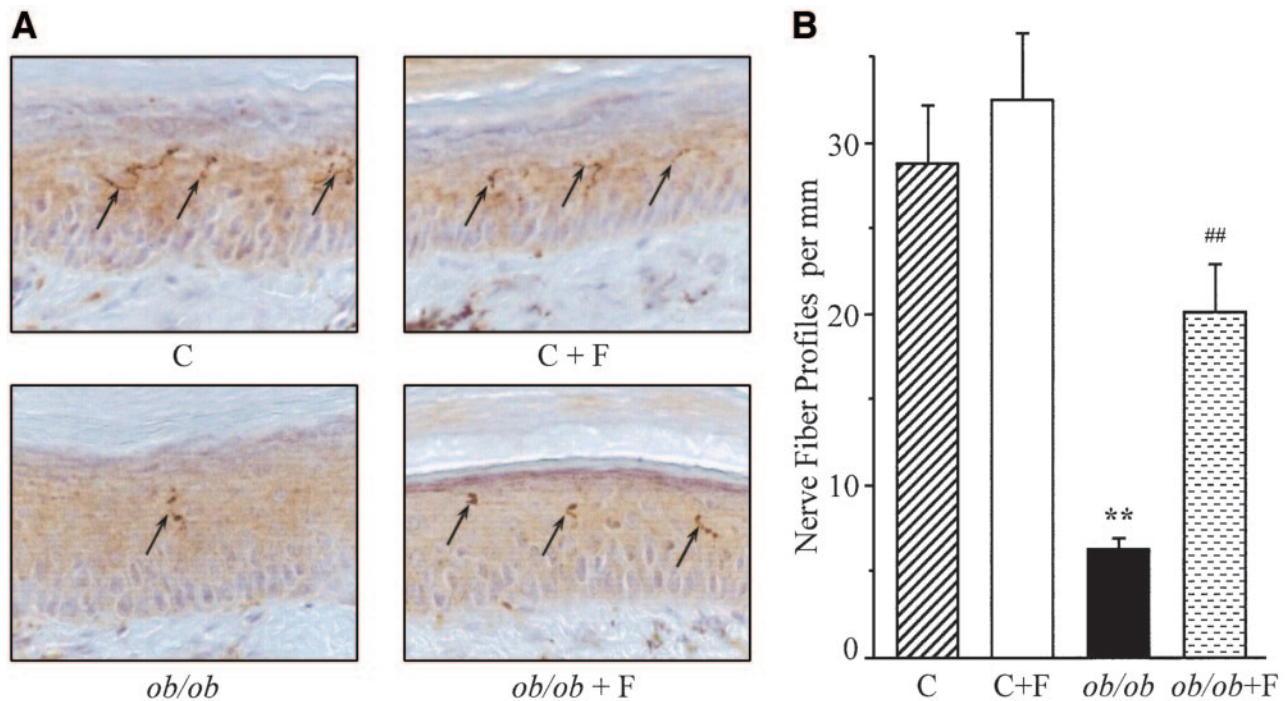 A
C
C + F
ob/ob
ob/ob + F
B
Nerve Fiber Profiles per mm
30
20
10
0
**
##
C
C+F
ob/ob
ob/ob+F